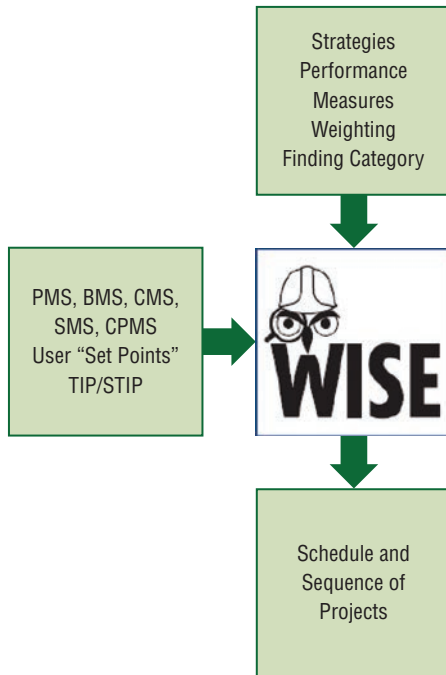 Strategies
Performance
Measures
Weighting
Finding Category
PMS, BMS, CMS,
SMS, CPMS
User “Set Points”
TIP/STIP
WISE
Schedule and
Sequence of
Projects